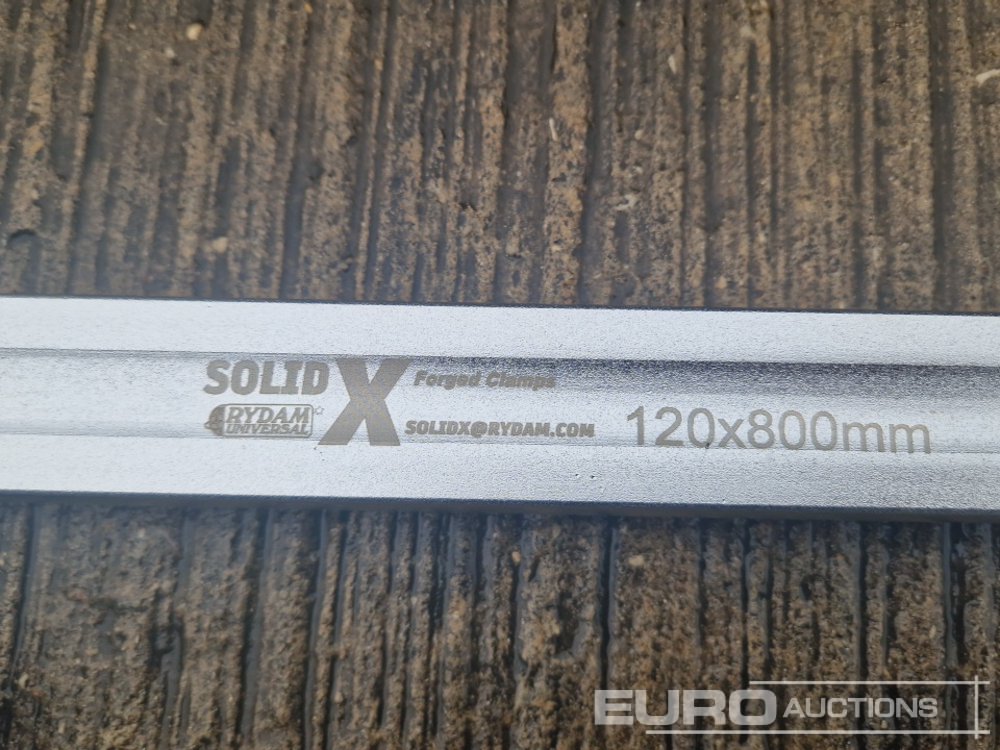 SOLID X Forged Clamps
RYDAM UNIVERSAL
SOLIDX@RYDAM.COM
120x800mm
EURO AUCTIONS